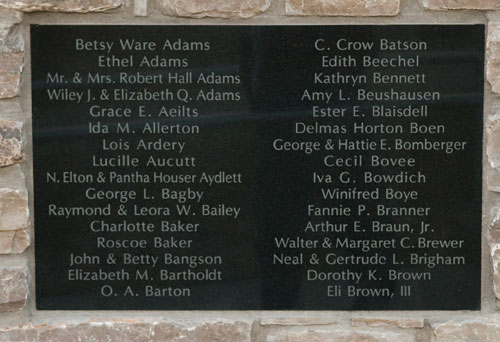 Betsy Ware Adams
Ethel Adams
Mr. & Mrs. Robert Hall Adams
Wiley J. & Elizabeth Q. Adams
Grace E. Aeilts
Ida M. Allerton
Lois Ardery
Lucille Aucutt
N. Elton & Pantha Houser Aydlett
George L. Bagby
Raymond & Leora W. Bailey
Charlotte Baker
Roscoe Baker
John & Betty Bangson
Elizabeth M. Bartholdt
O. A. Barton
C. Crow Batson
Edith Beechel
Kathryn Bennett
Amy L. Beushausen
Ester E. Blaisdell
Delmas Horton Boen
George & Hattie E. Bomberger
Cecil Bovee
Iva G. Bowdich
Winifred Boye
Fannie P. Branner
Arthur E. Braun, Jr.
Walter & Margaret C. Brewer
Neal & Gertrude L. Brigham
Dorothy K. Brown
Eli Brown, III